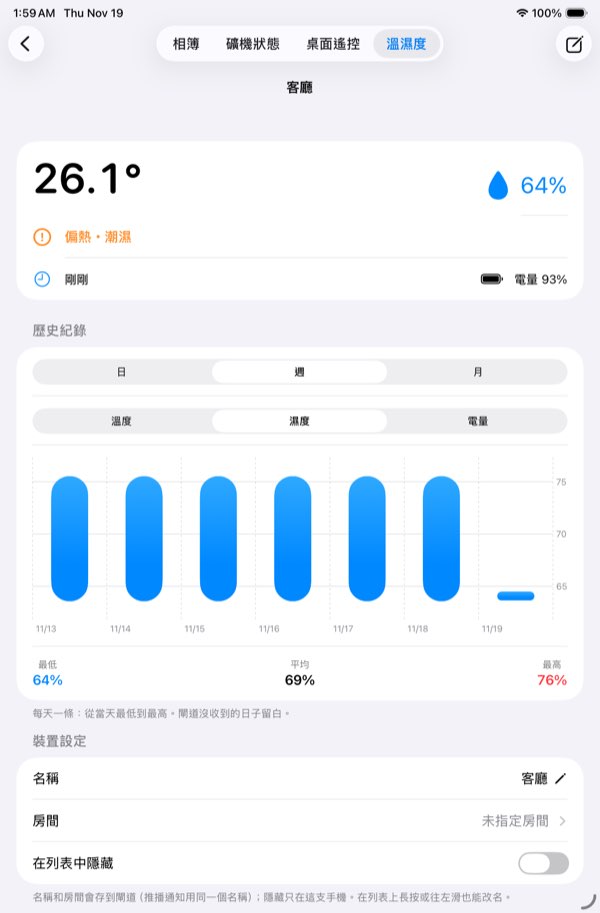 1:59 AM Thu Nov 19 100%
相簿 礦機狀態 桌面遙控 溫濕度
客廳
26.1° 64%
偏熱・潮濕
剛剛 電量 93%
歷史紀錄
日 週 月
溫度 濕度 電量
75
70
65
11/13 11/14 11/15 11/16 11/17 11/18 11/19
最低 平均 最高
64% 69% 76%
每天一條：從當天最低到最高。閘道沒收到的日子留白。
裝置設定
名稱 客廳
房間 未指定房間
在列表中隱藏
名稱和房間會存到閘道（推播通知用同一個名稱）；隱藏只在這支手機。在列表上長按或往左滑也能改名。